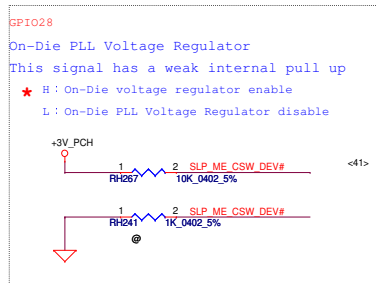 GPIO28
On-Die PLL Voltage Regulator
This signal has a weak internal pull up
* H:On-Die voltage regulator enable
L:On-Die PLL Voltage Regulator disable
+3V_PCH
1 2 SLP_ME_CSW_DEV# <41>
RH267 10K_0402_5%
1 2 SLP_ME_CSW_DEV#
RH241 1K_0402_5%
@